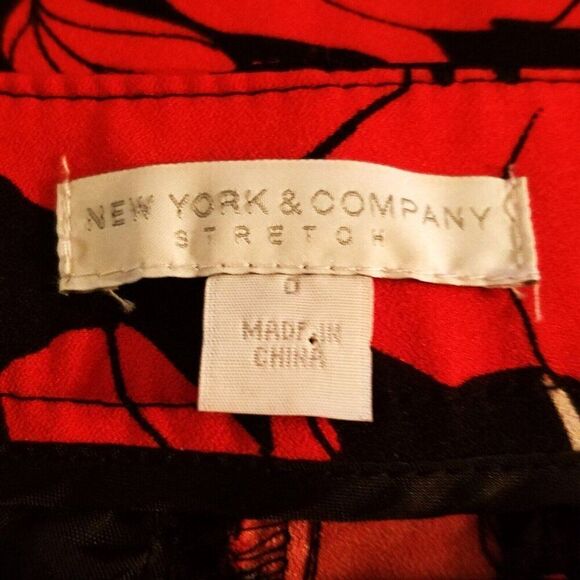 NEW YORK & COMPANY
STRETCH
0
MADE IN
CHINA